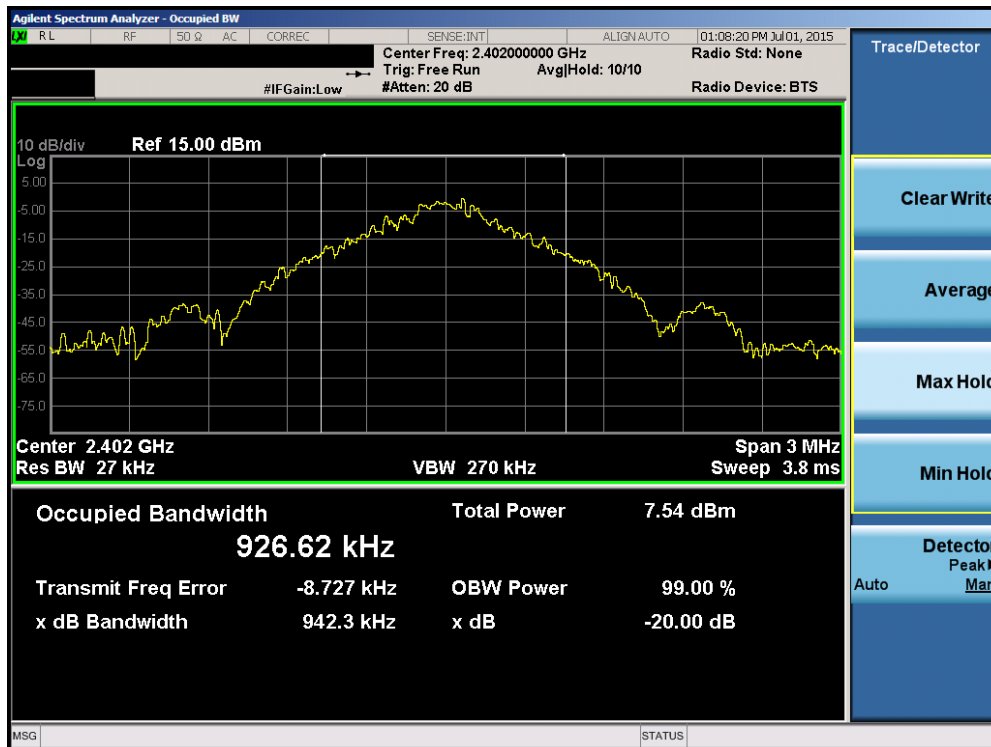 Agilent Spectrum Analyzer - Occupied BW
LXI RL RF 50 Ω AC CORREC SENSE:INT ALIGN AUTO 01:08:20 PM Jul 01, 2015
Center Freq: 2.402000000 GHz Radio Std: None
Trig: Free Run Avg|Hold: 10/10
#IFGain:Low #Atten: 20 dB Radio Device: BTS
10 dB/div Ref 15.00 dBm
Log
5.00
-5.00
-15.0
-25.0
-35.0
-45.0
-55.0
-65.0
-75.0
Center 2.402 GHz Span 3 MHz
Res BW 27 kHz VBW 270 kHz Sweep 3.8 ms
Occupied Bandwidth Total Power 7.54 dBm
926.62 kHz
Transmit Freq Error -8.727 kHz OBW Power 99.00 %
x dB Bandwidth 942.3 kHz x dB -20.00 dB
MSG STATUS
Trace/Detector
Clear Write
Average
Max Hold
Min Hold
Detector
Peak
Auto Man